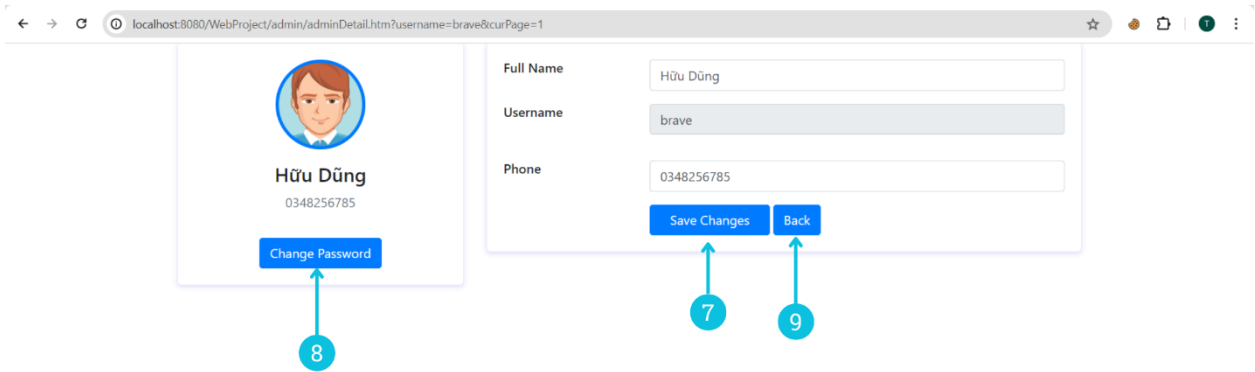 localhost:8080/WebProject/admin/adminDetail.htm?username=brave&curPage=1
T
Hữu Dũng
0348256785
Change Password
8
Full Name
Hữu Dũng
Username
brave
Phone
0348256785
Save Changes
Back
7
9